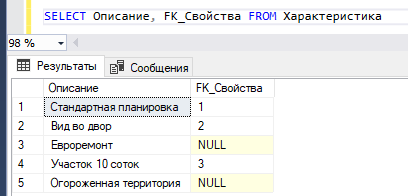 SELECT Описание, FK_Свойства FROM Характеристика
98 %
Результаты Сообщения
Описание FK_Свойства
1 Стандартная планировка 1
2 Вид во двор 2
3 Евроремонт NULL
4 Участок 10 соток 3
5 Огороженная территория NULL